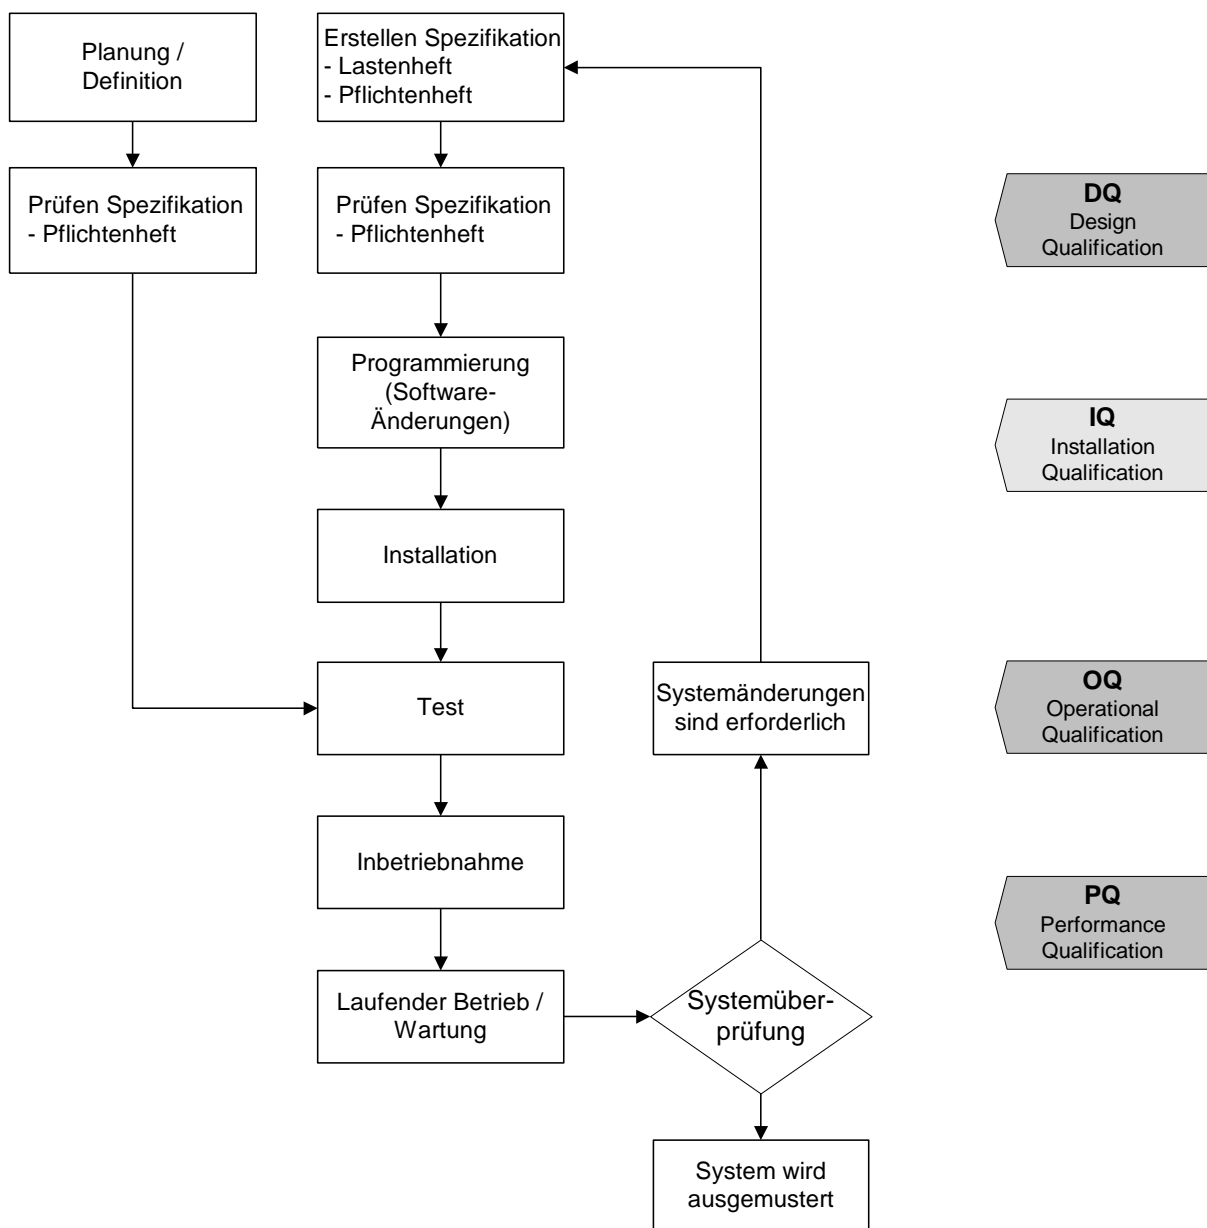 Planung /
Definition
Prüfen Spezifikation
- Pflichtenheft
Erstellen Spezifikation
- Lastenheft
- Pflichtenheft
Prüfen Spezifikation
- Pflichtenheft
Programmierung
(Software-
Änderungen)
Installation
Test
Inbetriebnahme
Laufender Betrieb /
Wartung
Systemänderungen
sind erforderlich
Systemüber-
prüfung
System wird
ausgemustert
DQ
Design
Qualification
IQ
Installation
Qualification
OQ
Operational
Qualification
PQ
Performance
Qualification